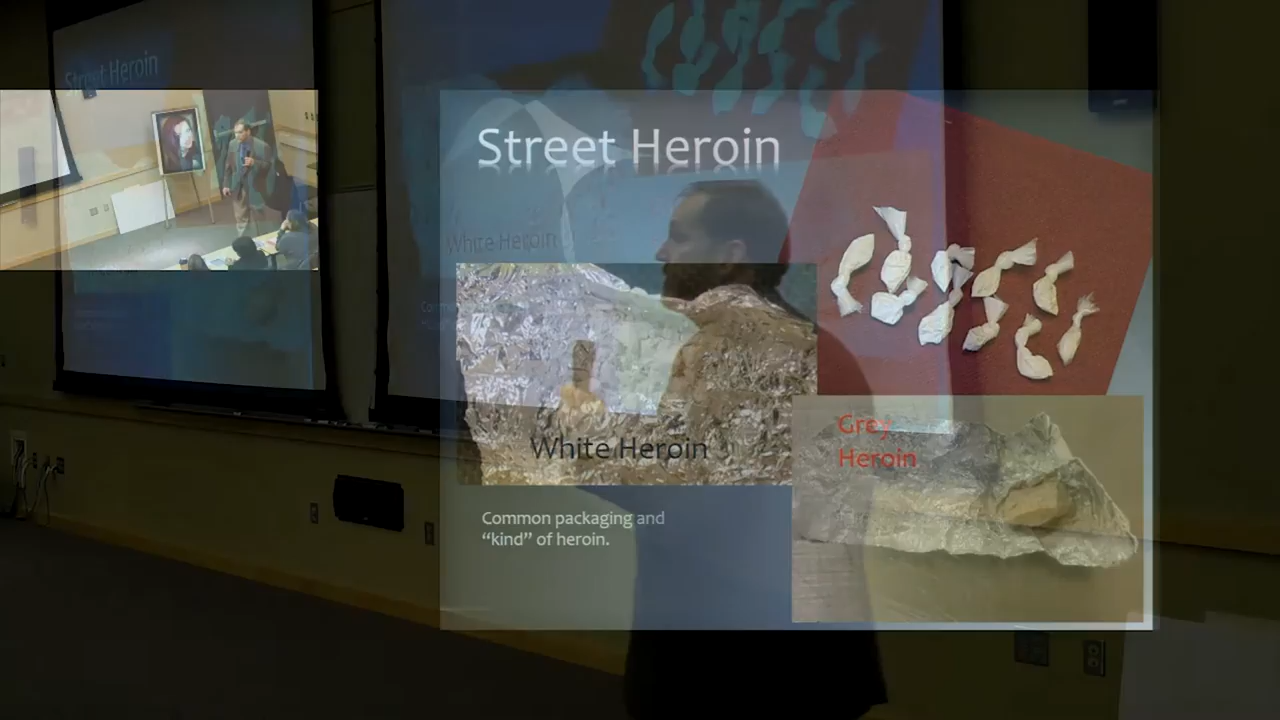 Street Heroin
Street Heroin
White Heroin
White Heroin
Grey
Heroin
Common packaging and
“kind” of heroin.